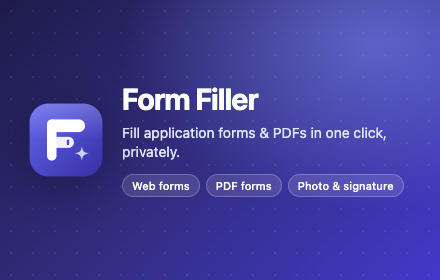 Form Filler
Fill application forms & PDFs in one click,
privately.
Web forms
PDF forms
Photo & signature